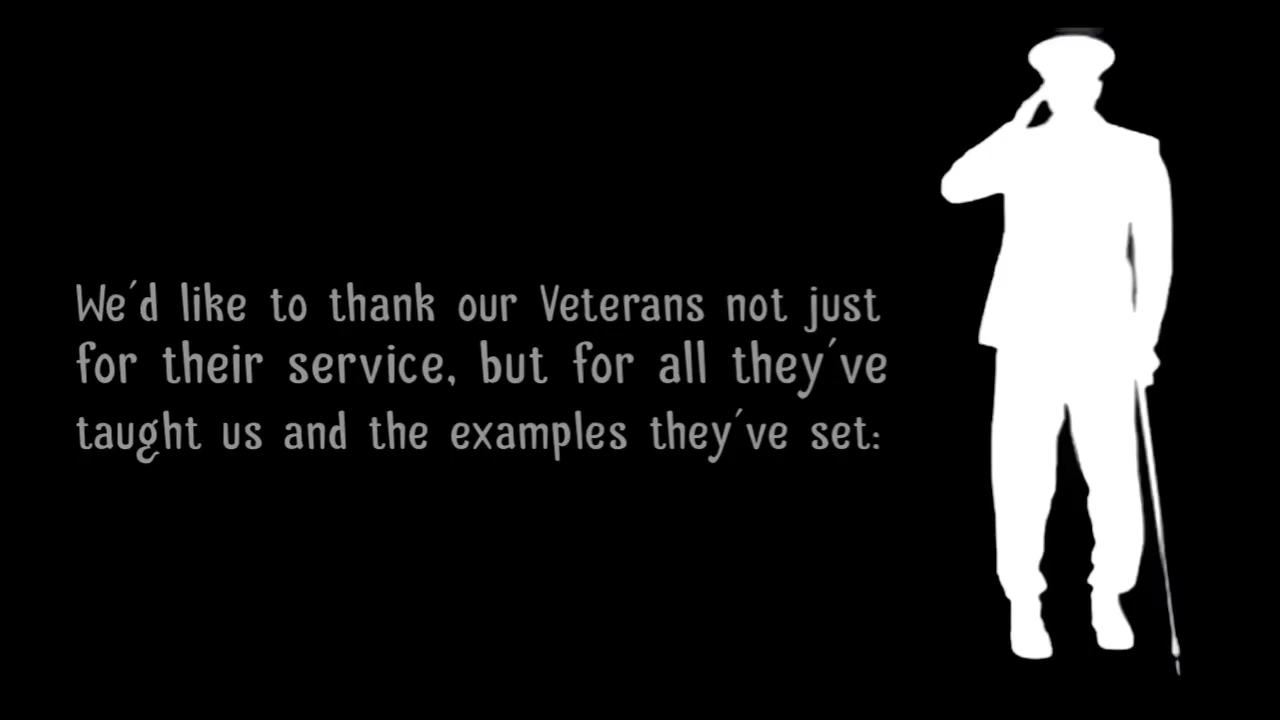 We'd like to thank our Veterans not just
for their service, but for all they've
taught us and the examples they've set: